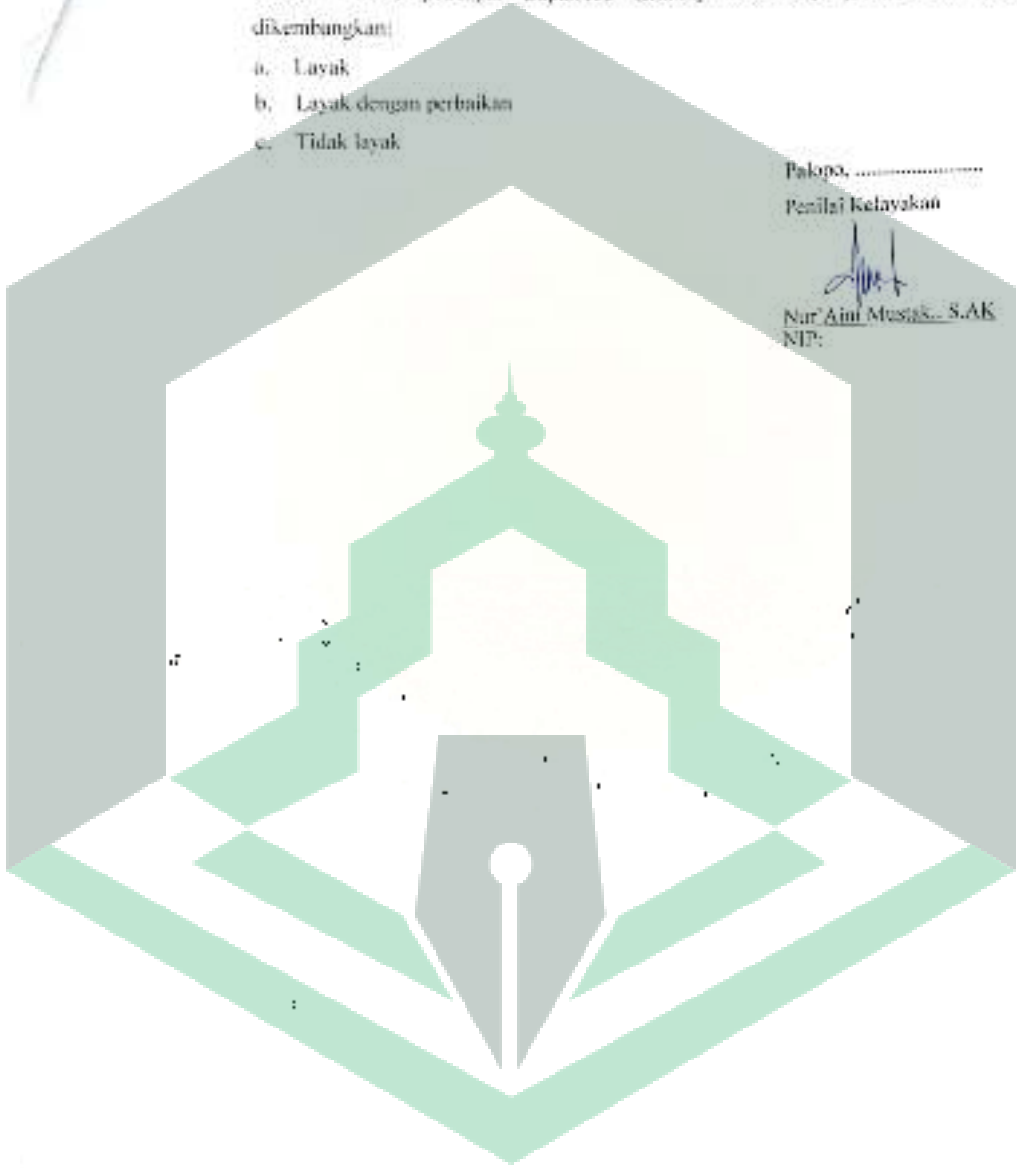 dikembangkan:
a. Layak
b. Layak dengan perbaikan
c. Tidak layak
Palopo, ........................
Penilai Kelayakan
Nur'Aini Mustak., S.AK
NIP: